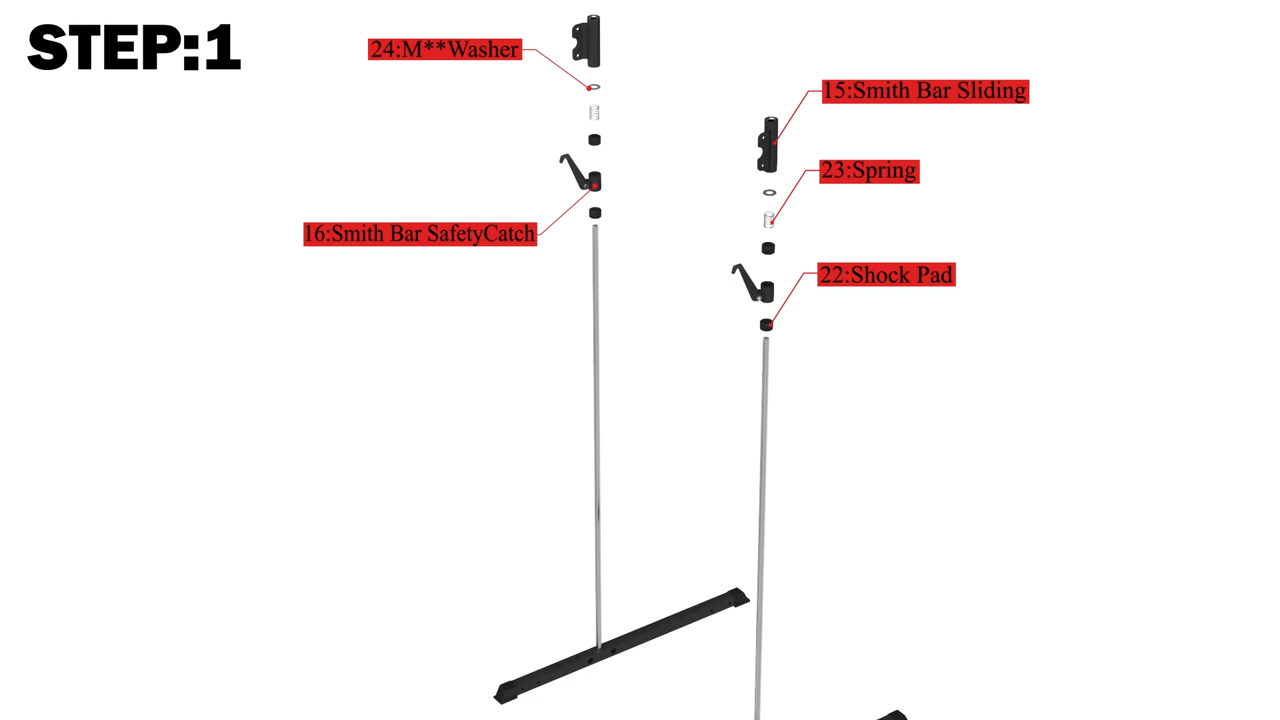 STEP:1
24:M**Washer
15:Smith Bar Sliding
23:Spring
16:Smith Bar SafetyCatch
22:Shock Pad